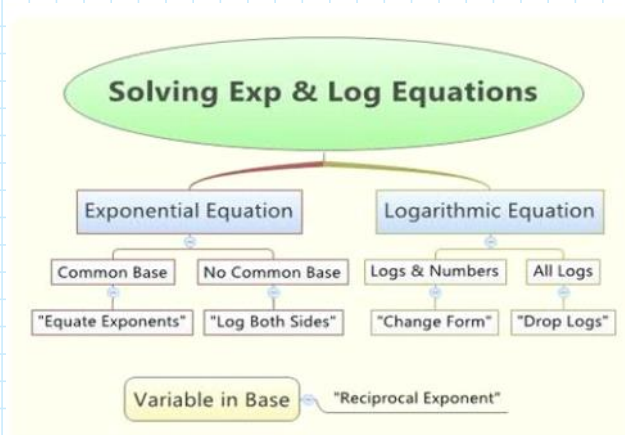 Solving Exp & Log Equations
Exponential Equation
Logarithmic Equation
Common Base
No Common Base
Logs & Numbers
All Logs
"Equate Exponents"
"Log Both Sides"
"Change Form"
"Drop Logs"
Variable in Base
"Reciprocal Exponent"